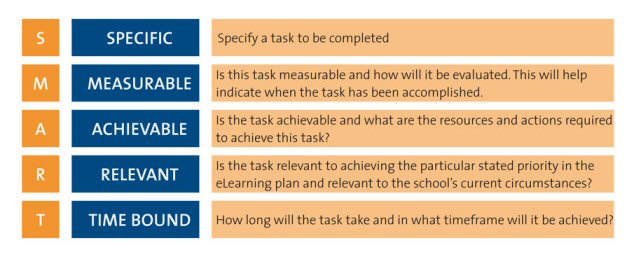 S SPECIFIC Specify a task to be completed
M MEASURABLE Is this task measurable and how will it be evaluated. This will help
indicate when the task has been accomplished.
A ACHIEVABLE Is the task achievable and what are the resources and actions required
to achieve this task?
R RELEVANT Is the task relevant to achieving the particular stated priority in the
eLearning plan and relevant to the school's current circumstances?
T TIME BOUND How long will the task take and in what timeframe will it be achieved?